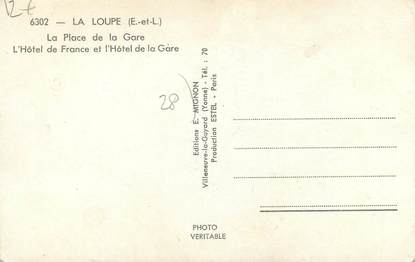 12€
6302 — LA LOUPE (E.-et-L.)
La Place de la Gare
L'Hôtel de France et l'Hôtel de la Gare
28
Editions E. MIGNON
Villeneuve-la-Guyard (Yonne) - Tél. : 70
Production ESTEL - Paris
PHOTO
VERITABLE